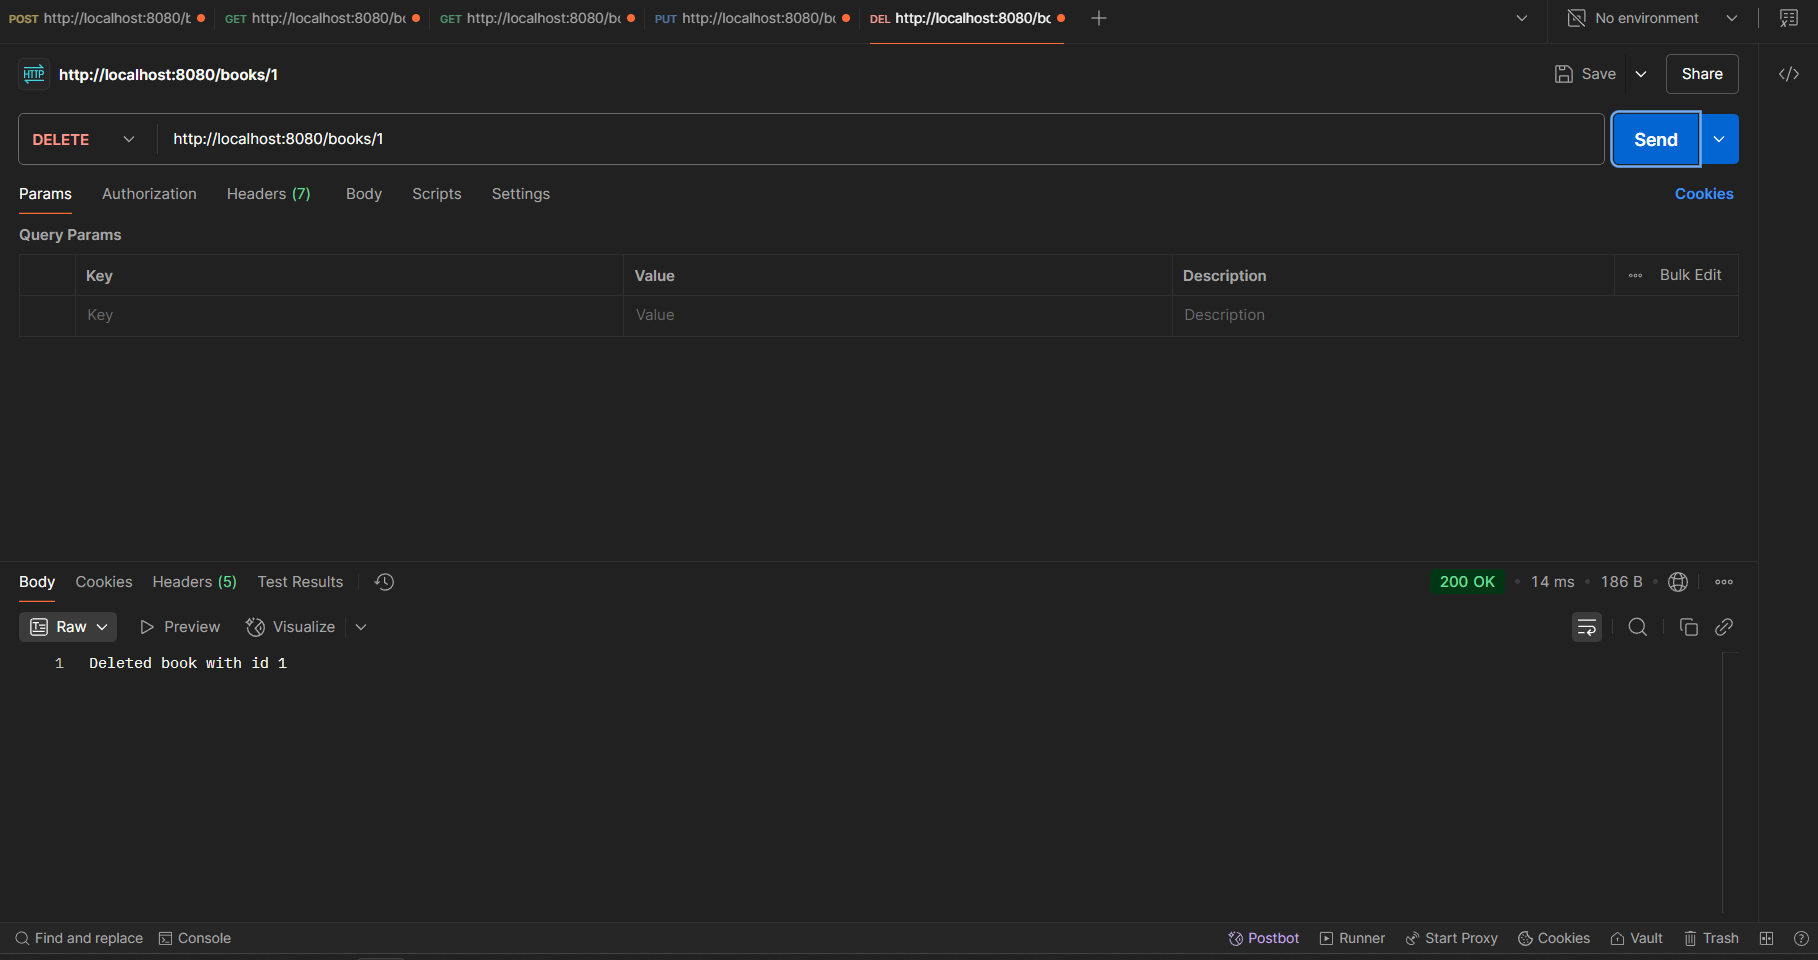 POST http://localhost:8080/b GET http://localhost:8080/bo GET http://localhost:8080/bo PUT http://localhost:8080/bo DEL http://localhost:8080/bo No environment
HTTP http://localhost:8080/books/1 Save Share
DELETE http://localhost:8080/books/1 Send
Params Authorization Headers (7) Body Scripts Settings Cookies
Query Params
Key Value Description Bulk Edit
Key Value Description
Body Cookies Headers (5) Test Results 200 OK • 14 ms • 186 B
Raw Preview Visualize
1 Deleted book with id 1
Find and replace Console Postbot Runner Start Proxy Cookies Vault Trash